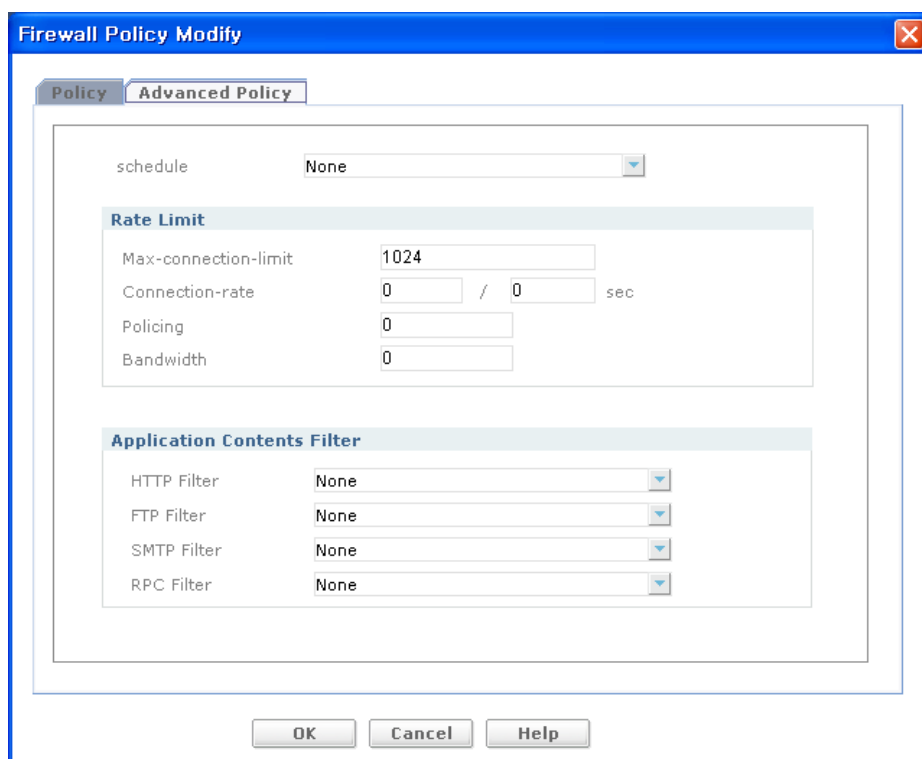 Firewall Policy Modify
Policy Advanced Policy
schedule None
Rate Limit
Max-connection-limit 1024
Connection-rate 0 / 0 sec
Policing 0
Bandwidth 0
Application Contents Filter
HTTP Filter None
FTP Filter None
SMTP Filter None
RPC Filter None
OK Cancel Help